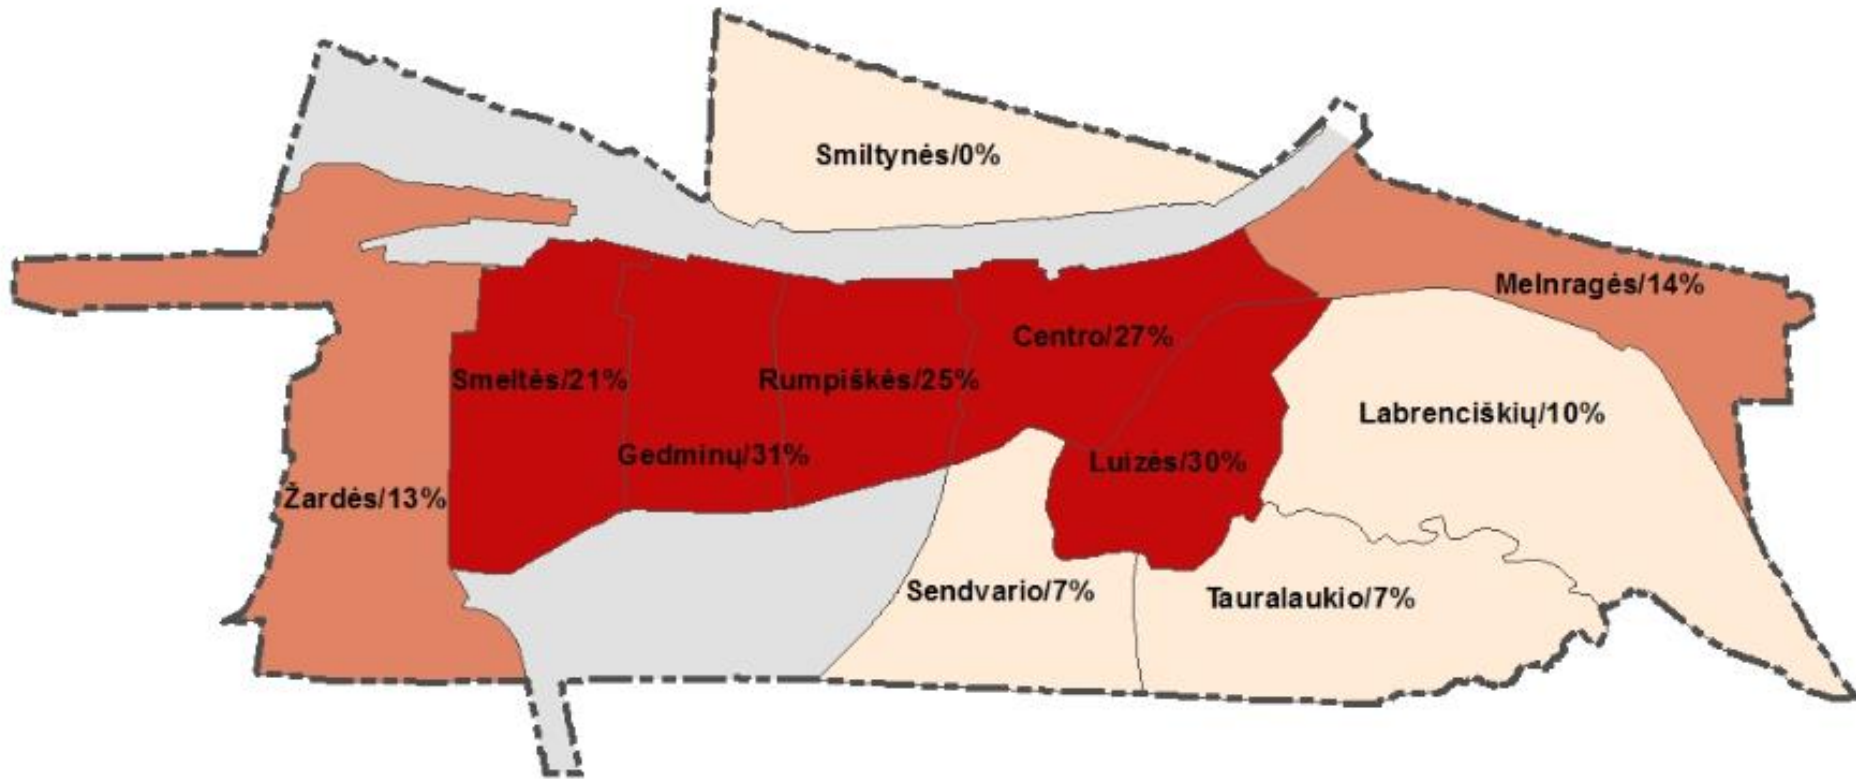 Smiltynės/0%
Melnragės/14%
Centro/27%
Smeltės/21%
Rumpiškės/25%
Labrenciškių/10%
Gedminų/31%
Luizės/30%
Žardės/13%
Sendvario/7%
Tauralaukio/7%